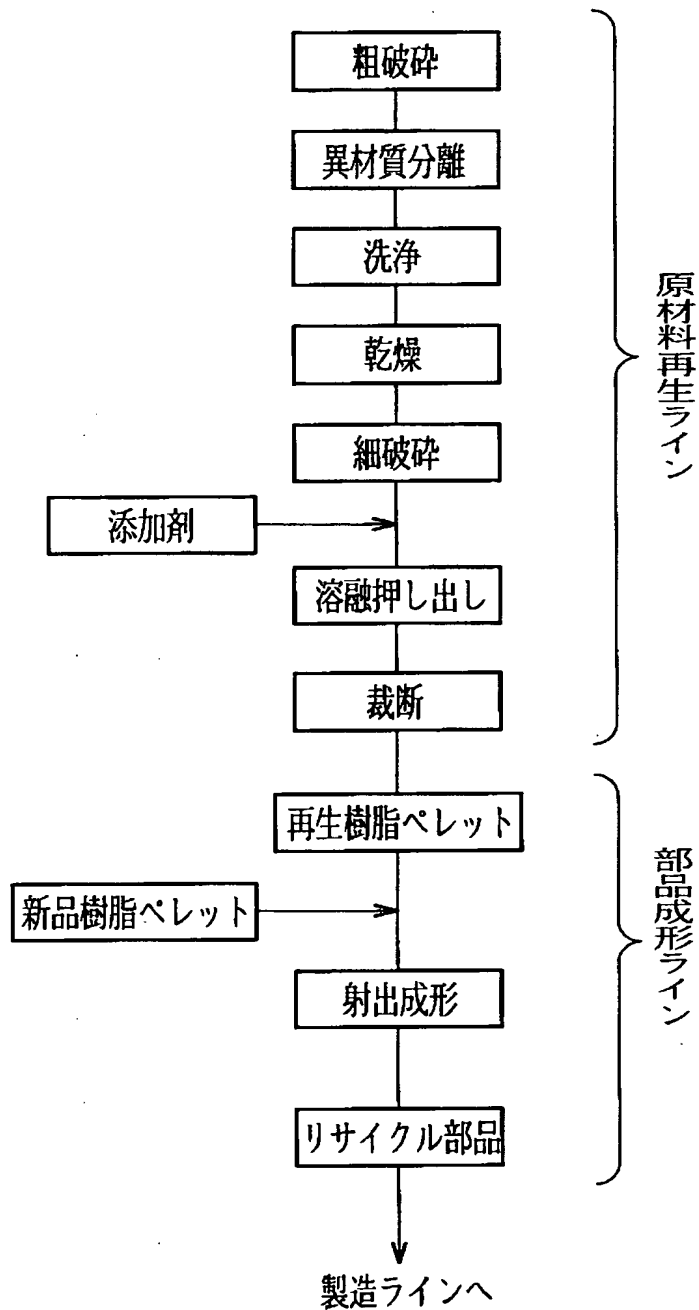 粗破砕
異材質分離
洗浄
乾燥
細破砕
添加剤
溶融押し出し
裁断
原材料再生ライン
再生樹脂ペレット
新品樹脂ペレット
射出成形
リサイクル部品
部品成形ライン
製造ラインへ